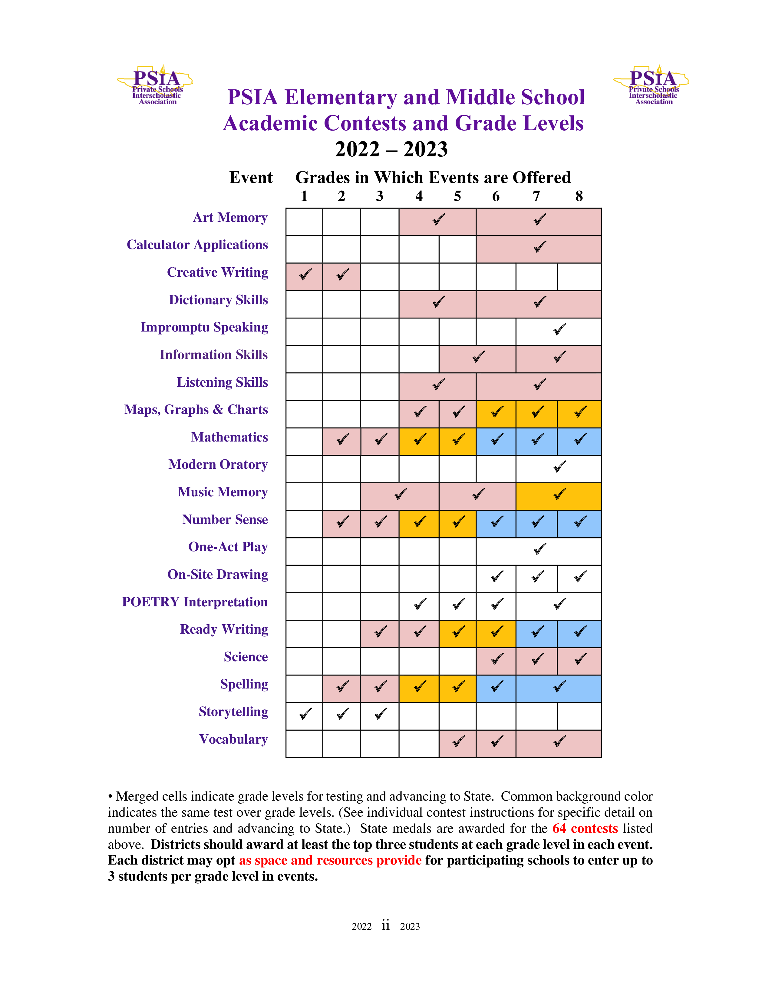 PSIA
Private Schools
Interscholastic
Association
PSIA
Private Schools
Interscholastic
Association
PSIA Elementary and Middle School
Academic Contests and Grade Levels
2022 – 2023
Event Grades in Which Events are Offered
1 2 3 4 5 6 7 8
Art Memory ✓ ✓
Calculator Applications ✓
Creative Writing ✓ ✓
Dictionary Skills ✓ ✓
Impromptu Speaking ✓
Information Skills ✓ ✓
Listening Skills ✓ ✓
Maps, Graphs & Charts ✓ ✓ ✓ ✓ ✓
Mathematics ✓ ✓ ✓ ✓ ✓ ✓ ✓
Modern Oratory ✓
Music Memory ✓ ✓ ✓
Number Sense ✓ ✓ ✓ ✓ ✓ ✓ ✓
One-Act Play ✓
On-Site Drawing ✓ ✓ ✓
POETRY Interpretation ✓ ✓ ✓ ✓
Ready Writing ✓ ✓ ✓ ✓ ✓ ✓
Science ✓ ✓ ✓
Spelling ✓ ✓ ✓ ✓ ✓ ✓
Storytelling ✓ ✓ ✓
Vocabulary ✓ ✓ ✓
• Merged cells indicate grade levels for testing and advancing to State. Common background color
indicates the same test over grade levels. (See individual contest instructions for specific detail on
number of entries and advancing to State.) State medals are awarded for the 64 contests listed
above. Districts should award at least the top three students at each grade level in each event.
Each district may opt as space and resources provide for participating schools to enter up to
3 students per grade level in events.
2022 ii 2023